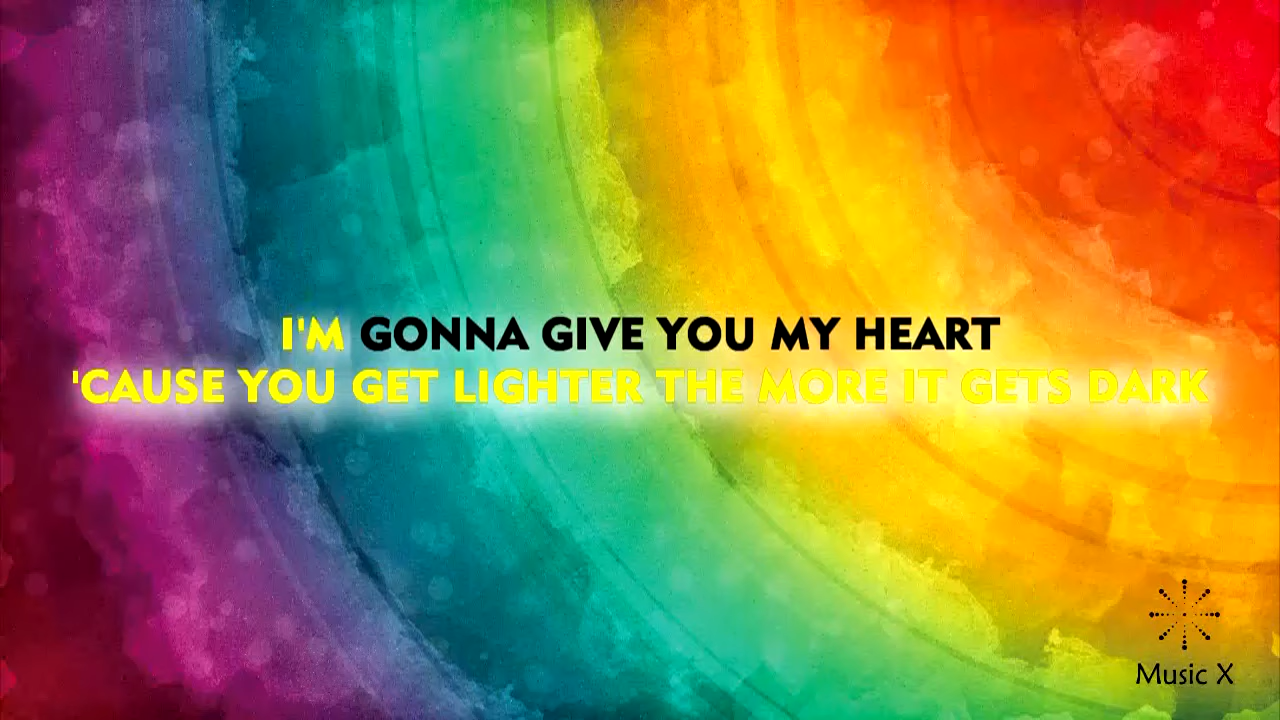 I'M GONNA GIVE YOU MY HEART
'CAUSE YOU GET LIGHTER THE MORE IT GETS DARK
Music X